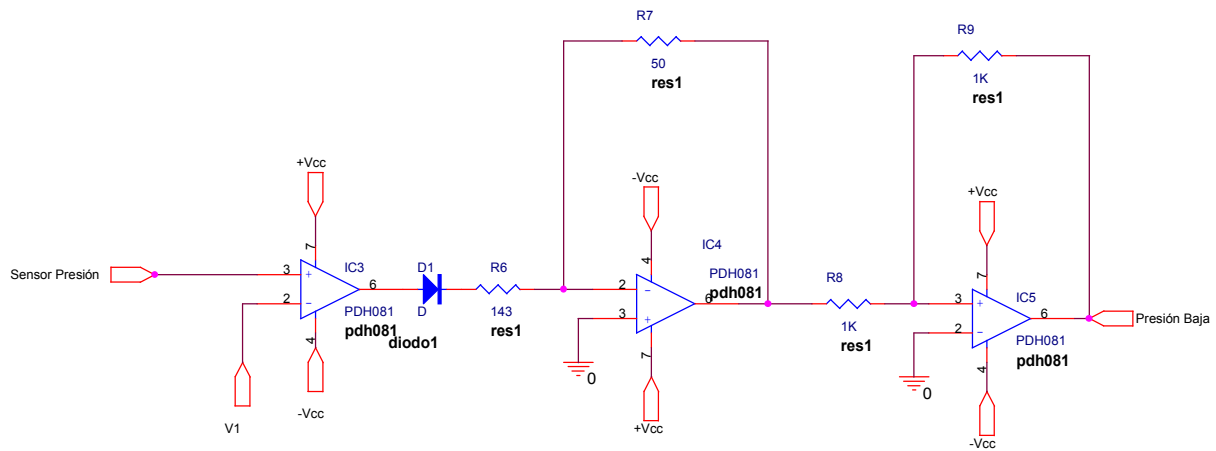 R7
50
res1
R9
1K
res1
+Vcc
7
Sensor Presión
3
2
+
−
6
IC3
PDH081
pdh081
4
-Vcc
V1
D1
D
diodo1
R6
143
res1
-Vcc
4
2
3
−
+
6
IC4
PDH081
pdh081
7
+Vcc
0
R8
1K
res1
+Vcc
7
3
2
+
−
6
IC5
PDH081
pdh081
4
-Vcc
0
Presión Baja